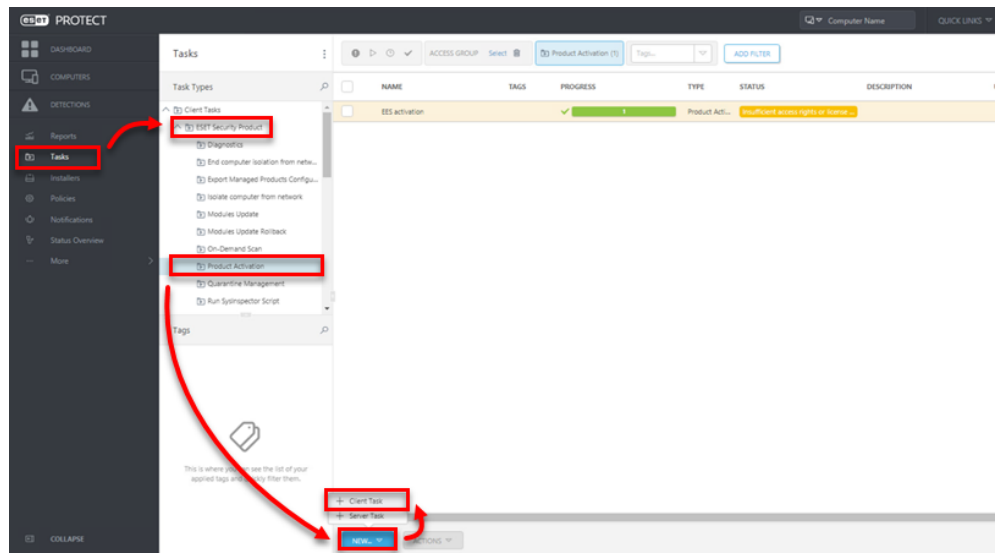 eset PROTECT
Computer Name
QUICK LINKS
DASHBOARD
COMPUTERS
DETECTIONS
Reports
Tasks
Installers
Policies
Notifications
Status Overview
More
COLLAPSE
Tasks
Task Types
Client Tasks
ESET Security Product
Diagnostics
End computer isolation from netw...
Export Managed Products Configu...
Isolate computer from network
Modules Update
Modules Update Rollback
On-Demand Scan
Product Activation
Quarantine Management
Run SysInspector Script
Tags
This is where you can see the list of your
applied tags and quickly filter them.
ACCESS GROUP Select
Product Activation (1)
Tags...
ADD FILTER
NAME TAGS PROGRESS TYPE STATUS DESCRIPTION
EES activation 1 Product Acti... Insufficient access rights or license ...
+ Client Task
+ Server Task
NEW... ACTIONS